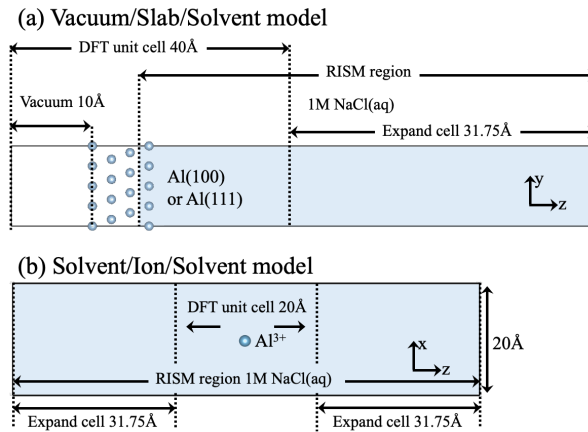 (a) Vacuum/Slab/Solvent model
DFT unit cell 40Å
RISM region
Vacuum 10Å
1M NaCl(aq)
Expand cell 31.75Å
Al(100)
or Al(111)
y
z
(b) Solvent/Ion/Solvent model
DFT unit cell 20Å
Al³⁺
x
z
20Å
RISM region 1M NaCl(aq)
Expand cell 31.75Å
Expand cell 31.75Å